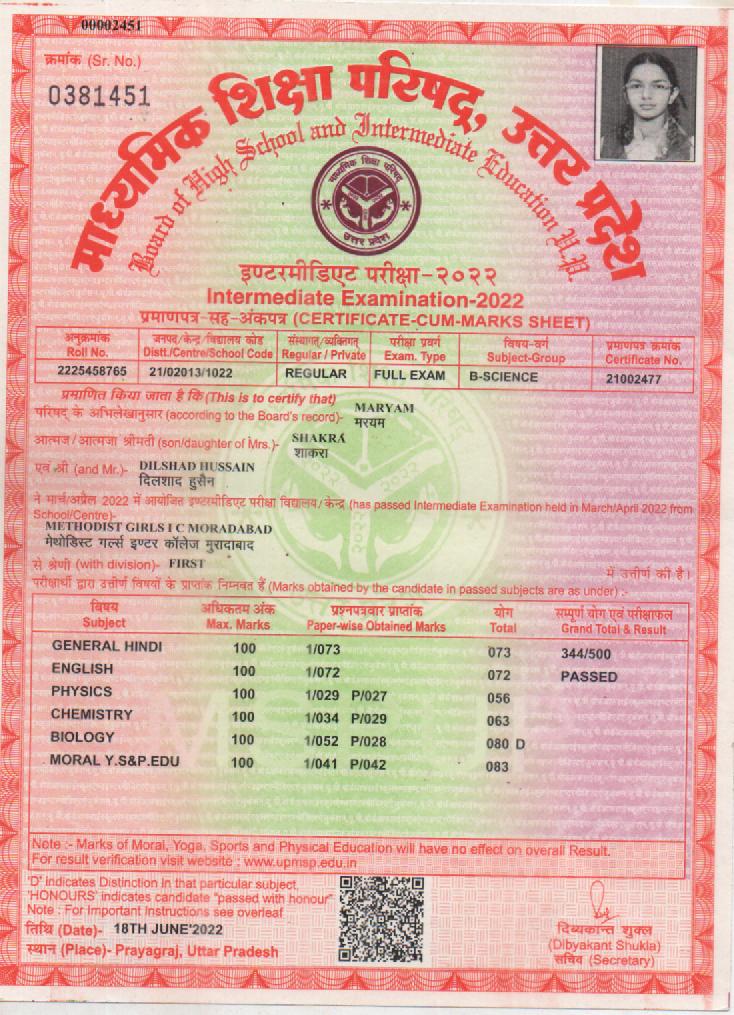 00002451
क्रमांक (Sr. No.)
0381451
माध्यमिक शिक्षा परिषद्, उत्तर प्रदेश
Board of High School and Intermediate Education U.P.
माध्यमिक शिक्षा परिषद्
उत्तर प्रदेश
इण्टरमीडिएट परीक्षा-२०२२
Intermediate Examination-2022
प्रमाणपत्र-सह-अंकपत्र (CERTIFICATE-CUM-MARKS SHEET)
अनुक्रमांक जनपद/केन्द्र/विद्यालय कोड संस्थागत्/व्यक्तिगत् परीक्षा प्रवर्ग विषय-वर्ग प्रमाणपत्र क्रमांक
Roll No. Distt./Centre/School Code Regular / Private Exam. Type Subject-Group Certificate No.
2225458765 21/02013/1022 REGULAR FULL EXAM B-SCIENCE 21002477
प्रमाणित किया जाता है कि (This is to certify that)
परिषद् के अभिलेखानुसार (according to the Board's record)- MARYAM
मरयम
आत्मज/आत्मजा श्रीमती (son/daughter of Mrs.)- SHAKRA
शाकरा
एवं श्री (and Mr.)- DILSHAD HUSSAIN
दिलशाद हुसैन
ने मार्च/अप्रैल 2022 में आयोजित इण्टरमीडिएट परीक्षा विद्यालय/केन्द्र (has passed Intermediate Examination held in March/April 2022 from
School/Centre)-
METHODIST GIRLS I C MORADABAD
मेथोडिस्ट गर्ल्स इण्टर कॉलेज मुरादाबाद
से श्रेणी (with division)- FIRST में उत्तीर्ण की है।
परीक्षार्थी द्वारा उत्तीर्ण विषयों के प्राप्तांक निम्नवत हैं (Marks obtained by the candidate in passed subjects are as under) :-
विषय अधिकतम अंक प्रश्नपत्रवार प्राप्तांक योग सम्पूर्ण योग एवं परीक्षाफल
Subject Max. Marks Paper-wise Obtained Marks Total Grand Total & Result
GENERAL HINDI 100 1/073 073 344/500
ENGLISH 100 1/072 072 PASSED
PHYSICS 100 1/029 P/027 056
CHEMISTRY 100 1/034 P/029 063
BIOLOGY 100 1/052 P/028 080 D
MORAL Y.S&P.EDU 100 1/041 P/042 083
Note :- Marks of Moral, Yoga, Sports and Physical Education will have no effect on overall Result.
For result verification visit website : www.upmsp.edu.in
'D' indicates Distinction in that particular subject,
'HONOURS' indicates candidate "passed with honour"
Note : For Important Instructions see overleaf
तिथि (Date)- 18TH JUNE'2022
स्थान (Place)- Prayagraj, Uttar Pradesh
दिव्यकान्त शुक्ल
(Dibyakant Shukla)
सचिव (Secretary)